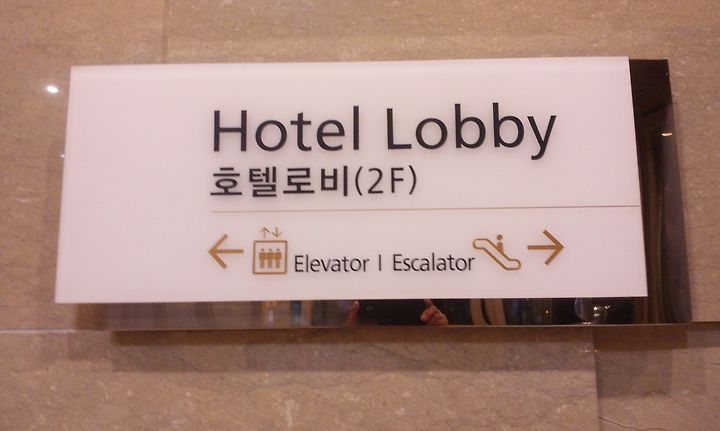 Hotel Lobby
호텔로비(2F)
Elevator | Escalator